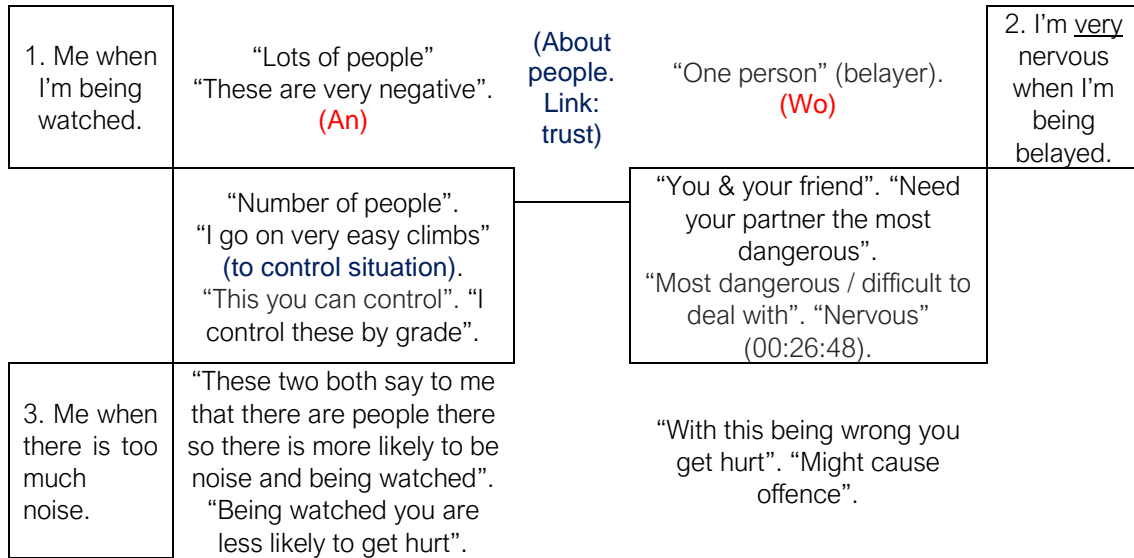 1. Me when
I'm being
watched.
“Lots of people”
“These are very negative”.
(An)
(About
people.
Link:
trust)
“One person” (belayer).
(Wo)
2. I'm very
nervous
when I'm
being
belayed.
“Number of people”.
“I go on very easy climbs”
(to control situation).
“This you can control”. “I
control these by grade”.
“You & your friend”. “Need
your partner the most
dangerous”.
“Most dangerous / difficult to
deal with”. “Nervous”
(00:26:48).
3. Me when
there is too
much
noise.
“These two both say to me
that there are people there
so there is more likely to be
noise and being watched”.
“Being watched you are
less likely to get hurt”.
“With this being wrong you
get hurt”. “Might cause
offence”.